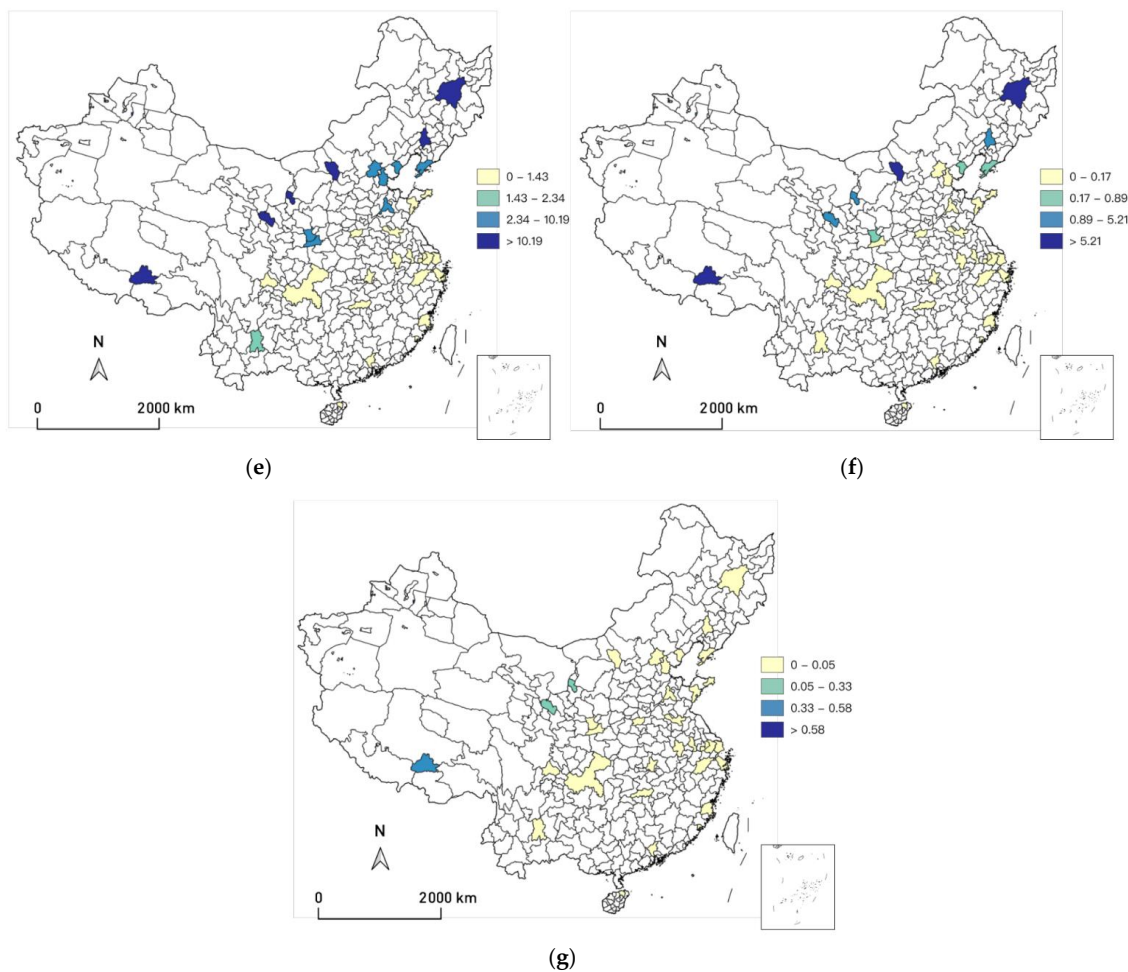 0 – 1.43
1.43 – 2.34
2.34 – 10.19
> 10.19
N
0
2000 km
(e)
0 – 0.17
0.17 – 0.89
0.89 – 5.21
> 5.21
N
0
2000 km
(f)
0 – 0.05
0.05 – 0.33
0.33 – 0.58
> 0.58
N
0
2000 km
(g)